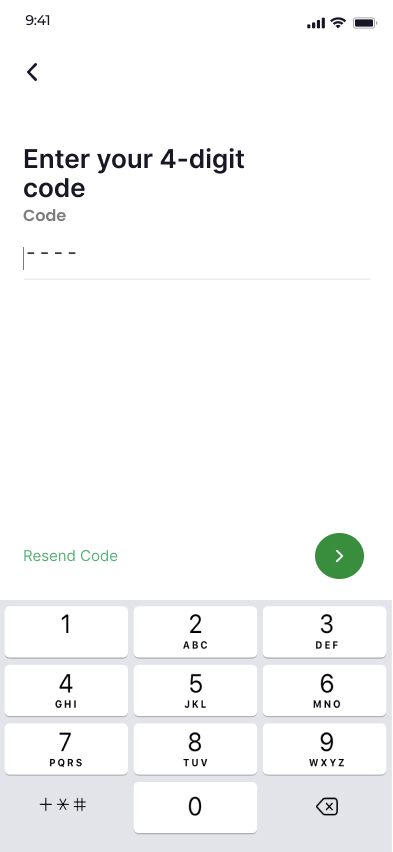 9:41
Enter your 4-digit
code
Code
- - - -
Resend Code
1
2
ABC
3
DEF
4
GHI
5
JKL
6
MNO
7
PQRS
8
TUV
9
WXYZ
+*#
0